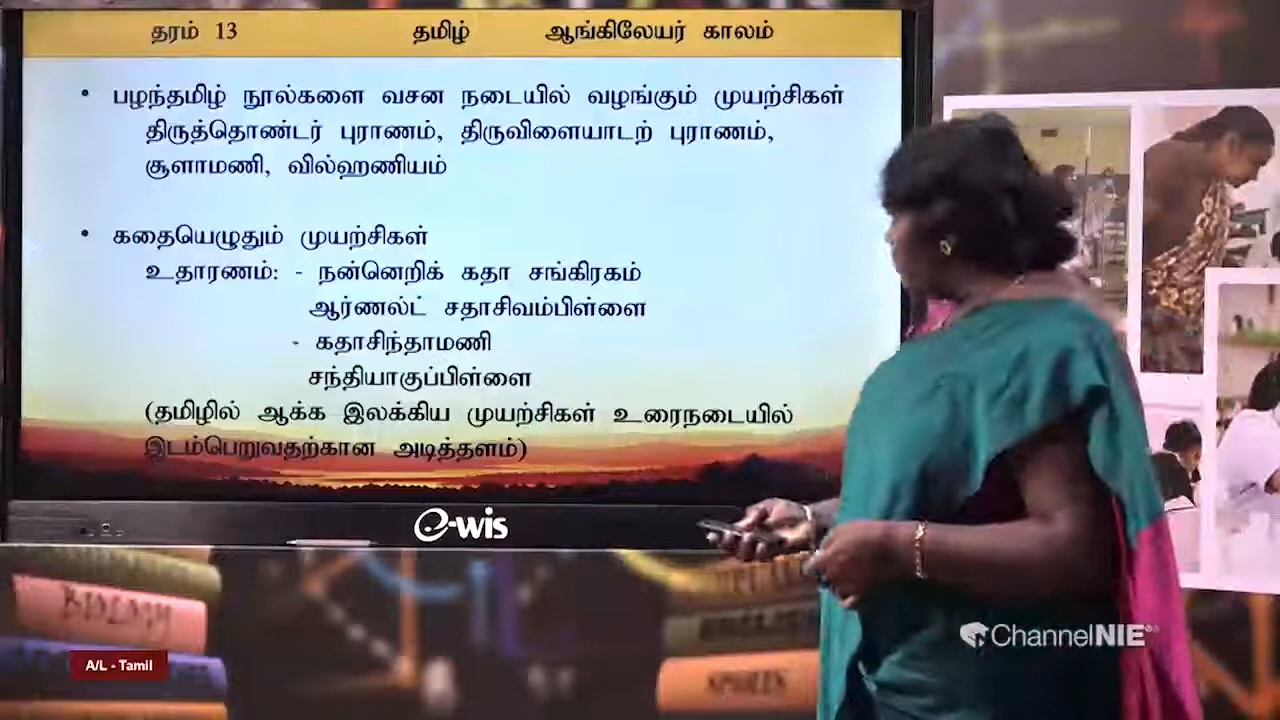 தரம் 13 தமிழ் ஆங்கிலேயர் காலம்
• பழந்தமிழ் நூல்களை வசன நடையில் வழங்கும் முயற்சிகள்
திருத்தொண்டர் புராணம், திருவிளையாடற் புராணம்,
சூளாமணி, வில்ஹணியம்
• கதையெழுதும் முயற்சிகள்
உதாரணம்: - நன்னெறிக் கதா சங்கிரகம்
ஆர்ணல்ட் சதாசிவம்பிள்ளை
- கதாசிந்தாமணி
சந்தியாகுப்பிள்ளை
(தமிழில் ஆக்க இலக்கிய முயற்சிகள் உரைநடையில்
இடம்பெறுவதற்கான அடித்தளம்)
e-wis
BIOLOGY
ChannelNIE
A/L - Tamil